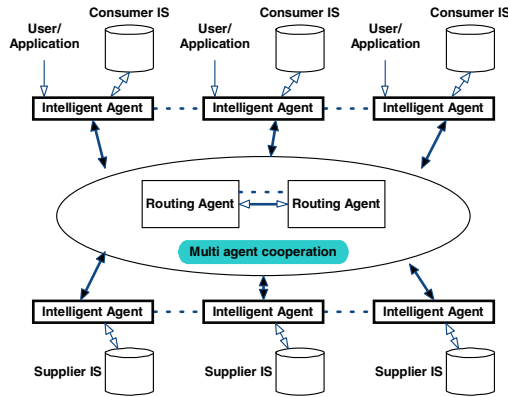 Consumer IS
Consumer IS
Consumer IS
User/
Application
User/
Application
User/
Application
Intelligent Agent
Intelligent Agent
Intelligent Agent
Routing Agent
Routing Agent
Multi agent cooperation
Intelligent Agent
Intelligent Agent
Intelligent Agent
Supplier IS
Supplier IS
Supplier IS